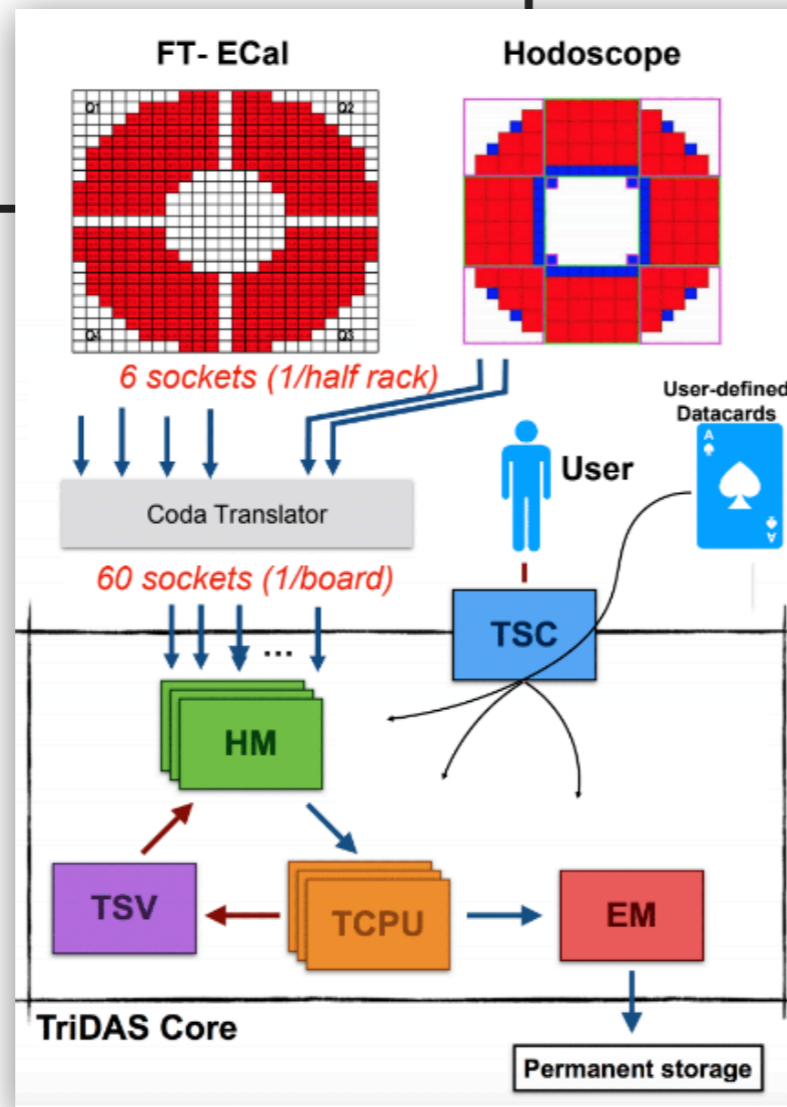 FT- ECal
Hodoscope
Q1
Q2
Q4
Q3
6 sockets (1/half rack)
User-defined
Datacards
A
A
User
Coda Translator
60 sockets (1/board)
TSC
...
HM
TSV
TCPU
EM
TriDAS Core
Permanent storage